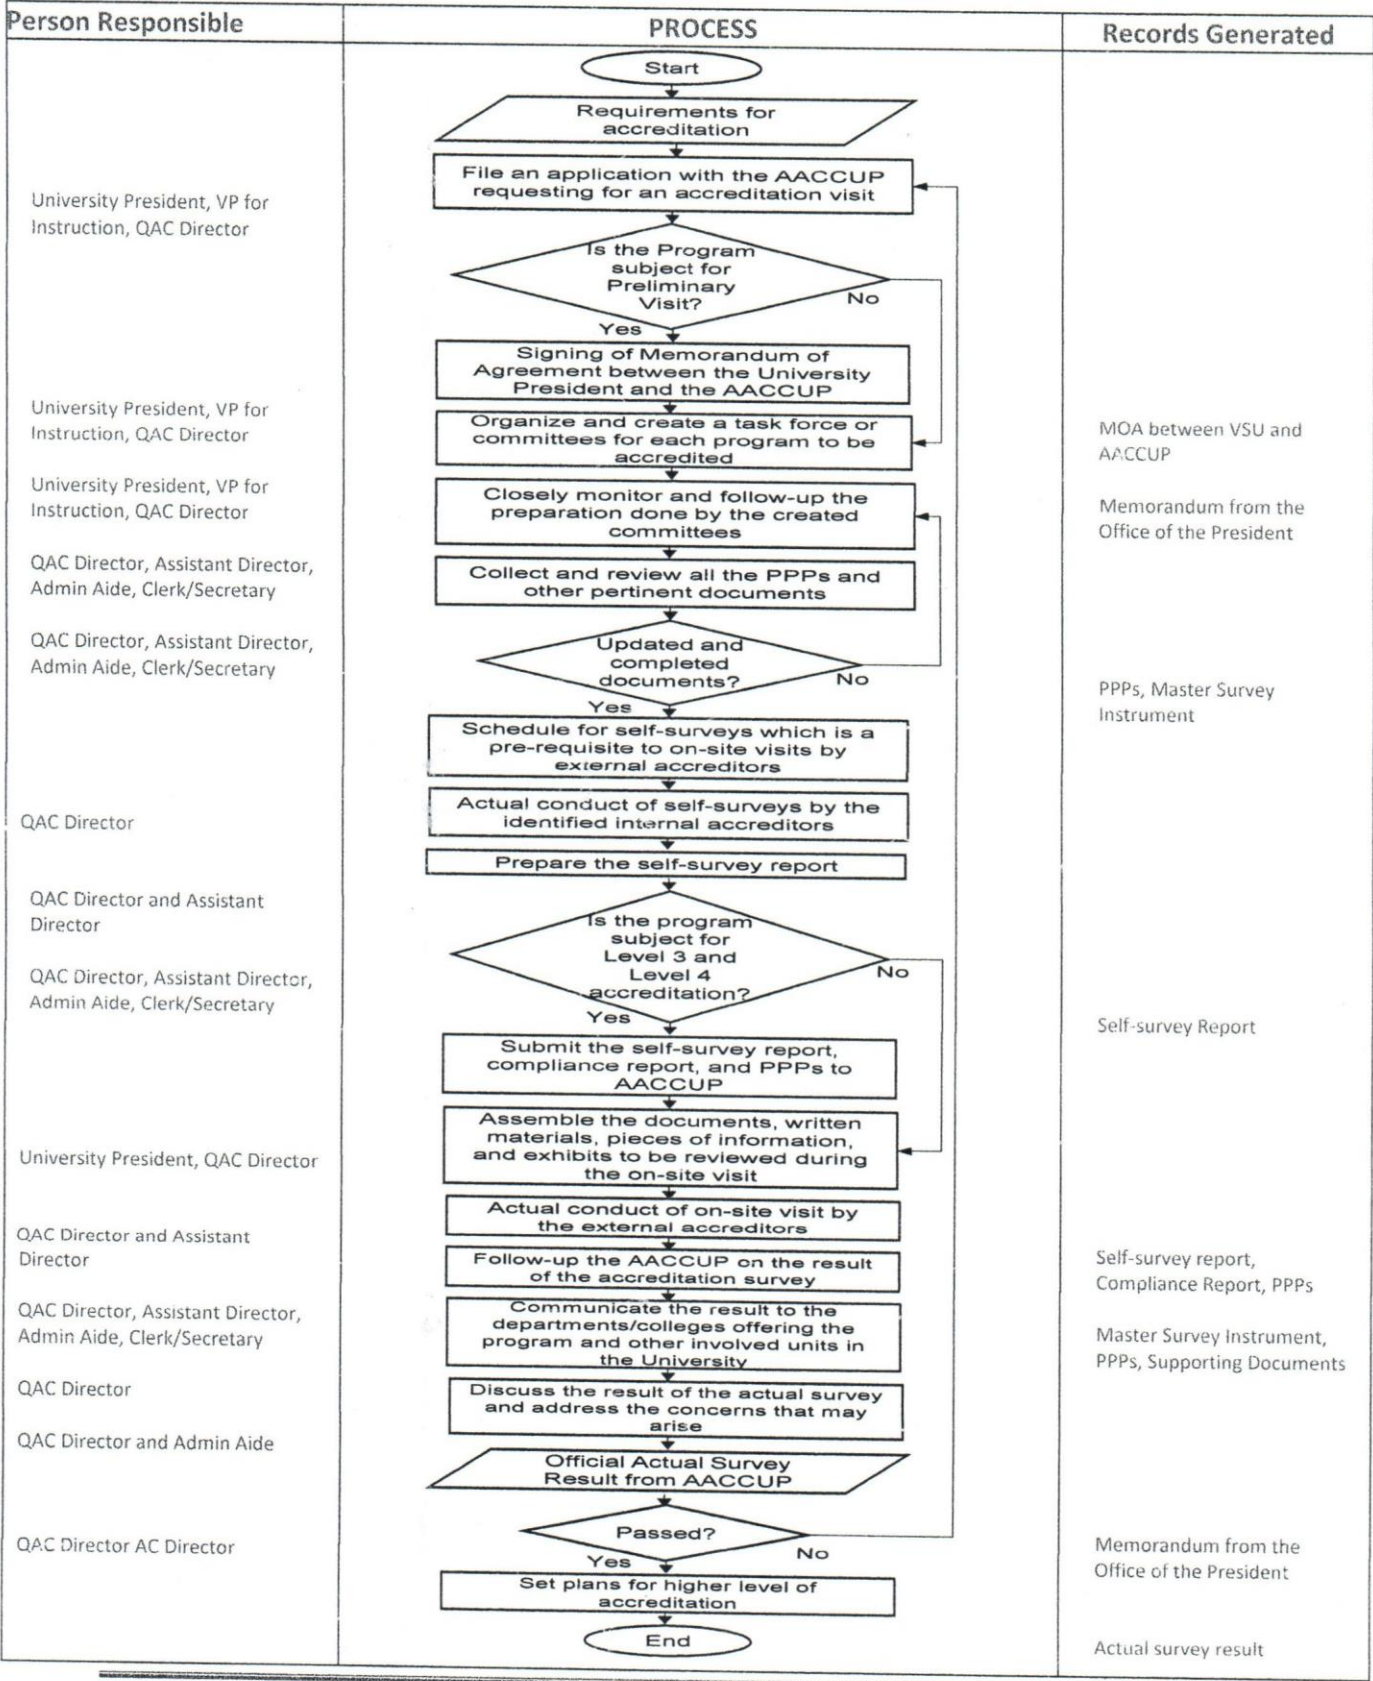 Person Responsible
PROCESS
Records Generated
Start
Requirements for
accreditation
File an application with the AACCUP
requesting for an accreditation visit
University President, VP for
Instruction, QAC Director
Is the Program
subject for
Preliminary
Visit?
No
Yes
Signing of Memorandum of
Agreement between the University
President and the AACCUP
University President, VP for
Instruction, QAC Director
Organize and create a task force or
committees for each program to be
accredited
MOA between VSU and
AACCUP
University President, VP for
Instruction, QAC Director
Closely monitor and follow-up the
preparation done by the created
committees
Memorandum from the
Office of the President
QAC Director, Assistant Director,
Admin Aide, Clerk/Secretary
Collect and review all the PPPs and
other pertinent documents
QAC Director, Assistant Director,
Admin Aide, Clerk/Secretary
Updated and
completed
documents?
No
Yes
PPPs, Master Survey
Instrument
Schedule for self-surveys which is a
pre-requisite to on-site visits by
external accreditors
QAC Director
Actual conduct of self-surveys by the
identified internal accreditors
Prepare the self-survey report
QAC Director and Assistant
Director
Is the program
subject for
Level 3 and
Level 4
accreditation?
No
Yes
QAC Director, Assistant Director,
Admin Aide, Clerk/Secretary
Self-survey Report
Submit the self-survey report,
compliance report, and PPPs to
AACCUP
University President, QAC Director
Assemble the documents, written
materials, pieces of information,
and exhibits to be reviewed during
the on-site visit
Actual conduct of on-site visit by
the external accreditors
QAC Director and Assistant
Director
Follow-up the AACCUP on the result
of the accreditation survey
Self-survey report,
Compliance Report, PPPs
QAC Director, Assistant Director,
Admin Aide, Clerk/Secretary
Communicate the result to the
departments/colleges offering the
program and other involved units in
the University
Master Survey Instrument,
PPPs, Supporting Documents
QAC Director
Discuss the result of the actual survey
and address the concerns that may
arise
QAC Director and Admin Aide
Official Actual Survey
Result from AACCUP
Passed?
No
Yes
QAC Director AC Director
Memorandum from the
Office of the President
Set plans for higher level of
accreditation
End
Actual survey result